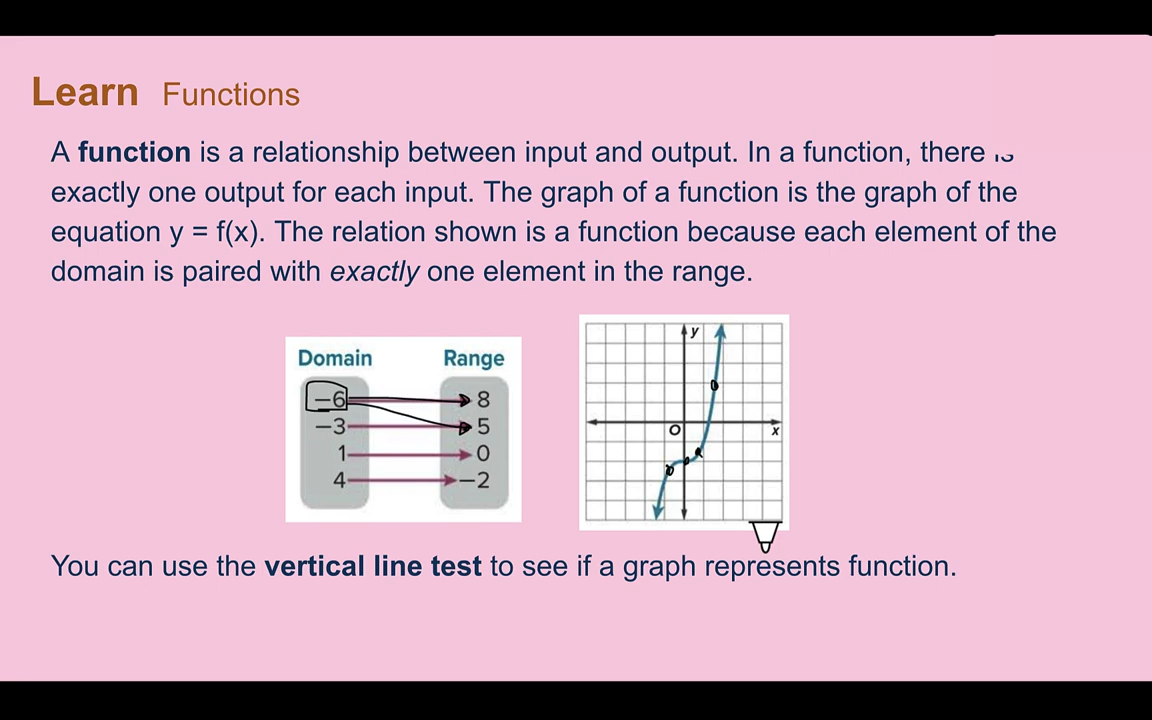 Learn Functions
A function is a relationship between input and output. In a function, there is
exactly one output for each input. The graph of a function is the graph of the
equation y = f(x). The relation shown is a function because each element of the
domain is paired with exactly one element in the range.
Domain Range
−6 8
−3 5
1 0
4 −2
y
O x
You can use the vertical line test to see if a graph represents function.